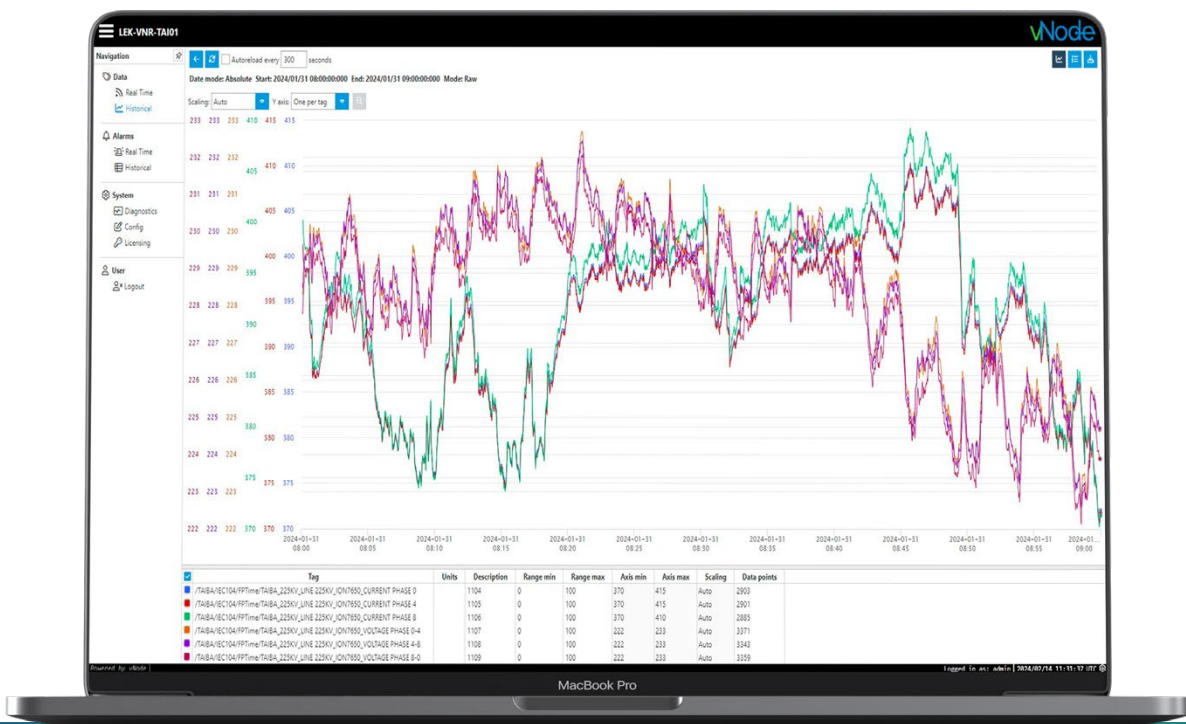 LEK-VNR-TAI01
vNode
Navigation
Data
Real Time
Historical
Alarms
Real Time
Historical
System
Diagnostics
Config
Licensing
User
Logout
Autoreload every 300 seconds
Date mode: Absolute Start: 2024/01/31 08:00:00:000 End: 2024/01/31 09:00:00:000 Mode: Raw
Scaling: Auto Y axis: One per tag
233 233 233 410 415 415
232 232 232 405 410 410
231 231 231 400 405 405
230 230 230 395 400 400
229 229 229 390 395 395
228 228 228 385 390 390
227 227 227 380 385 385
226 226 226 375 380 380
225 225 225 370 375 375
224 224 224 370 370
223 223 223
222 222 222
2024-01-31 2024-01-31 2024-01-31 2024-01-31 2024-01-31 2024-01-31 2024-01-31 2024-01-31 2024-01-31 2024-01-31 2024-01-31 2024-01-31 2024-01...
08:00 08:05 08:10 08:15 08:20 08:25 08:30 08:35 08:40 08:45 08:50 08:55 09:00
Tag Units Description Range min Range max Axis min Axis max Scaling Data points
/TAIBA/IEC104/FPTime/TAIBA_225KV_LINE 225KV_ION7650_CURRENT PHASE 0 1104 0 100 370 415 Auto 2903
/TAIBA/IEC104/FPTime/TAIBA_225KV_LINE 225KV_ION7650_CURRENT PHASE 4 1105 0 100 370 415 Auto 2901
/TAIBA/IEC104/FPTime/TAIBA_225KV_LINE 225KV_ION7650_CURRENT PHASE 8 1106 0 100 370 410 Auto 2885
/TAIBA/IEC104/FPTime/TAIBA_225KV_LINE 225KV_ION7650_VOLTAGE PHASE 0-4 1107 0 100 222 233 Auto 3371
/TAIBA/IEC104/FPTime/TAIBA_225KV_LINE 225KV_ION7650_VOLTAGE PHASE 4-8 1108 0 100 222 233 Auto 3343
/TAIBA/IEC104/FPTime/TAIBA_225KV_LINE 225KV_ION7650_VOLTAGE PHASE 8-0 1109 0 100 222 233 Auto 3359
Powered by vNode | Logged in as: admin | 2024/02/14 11:31:37 UTC
MacBook Pro